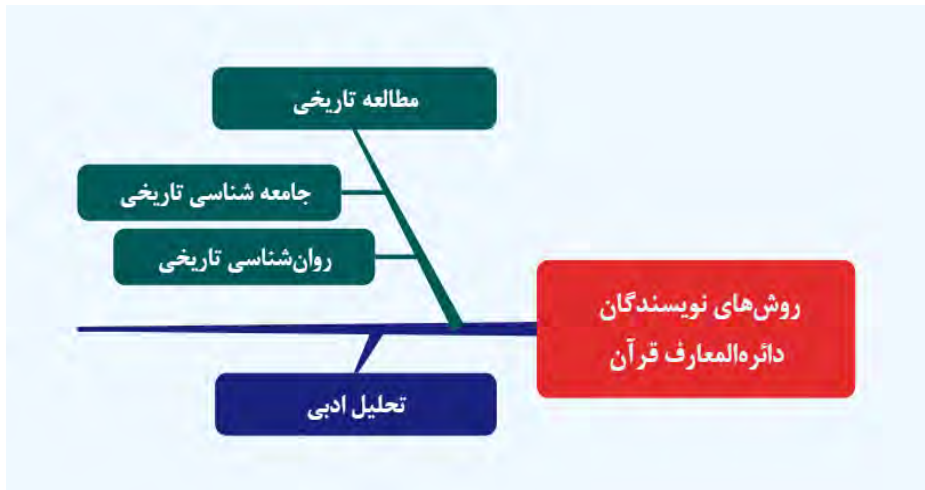 مطالعه تاریخی
جامعه شناسی تاریخی
روان‌شناسی تاریخی
روش‌های نویسندگان
دائره‌المعارف قرآن
تحلیل ادبی